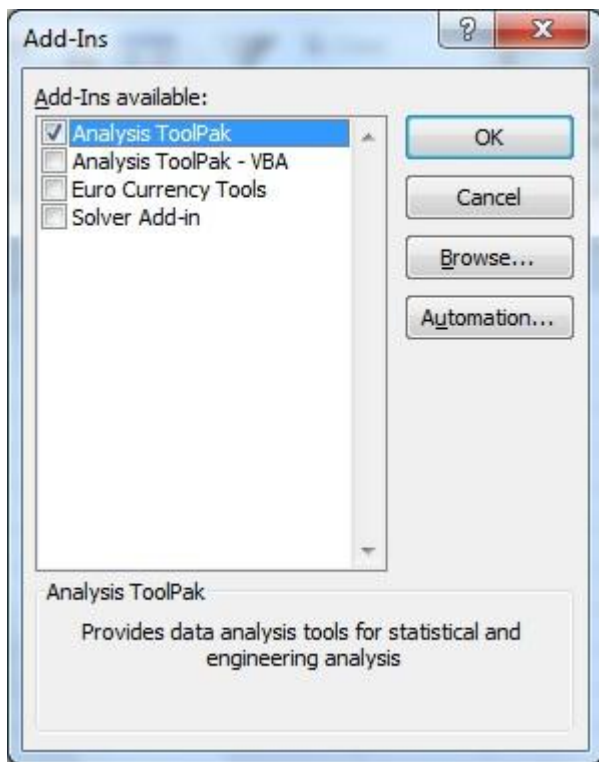 Add-Ins
?
X
Add-Ins available:
Analysis ToolPak
Analysis ToolPak - VBA
Euro Currency Tools
Solver Add-in
OK
Cancel
Browse...
Automation...
Analysis ToolPak
Provides data analysis tools for statistical and
engineering analysis